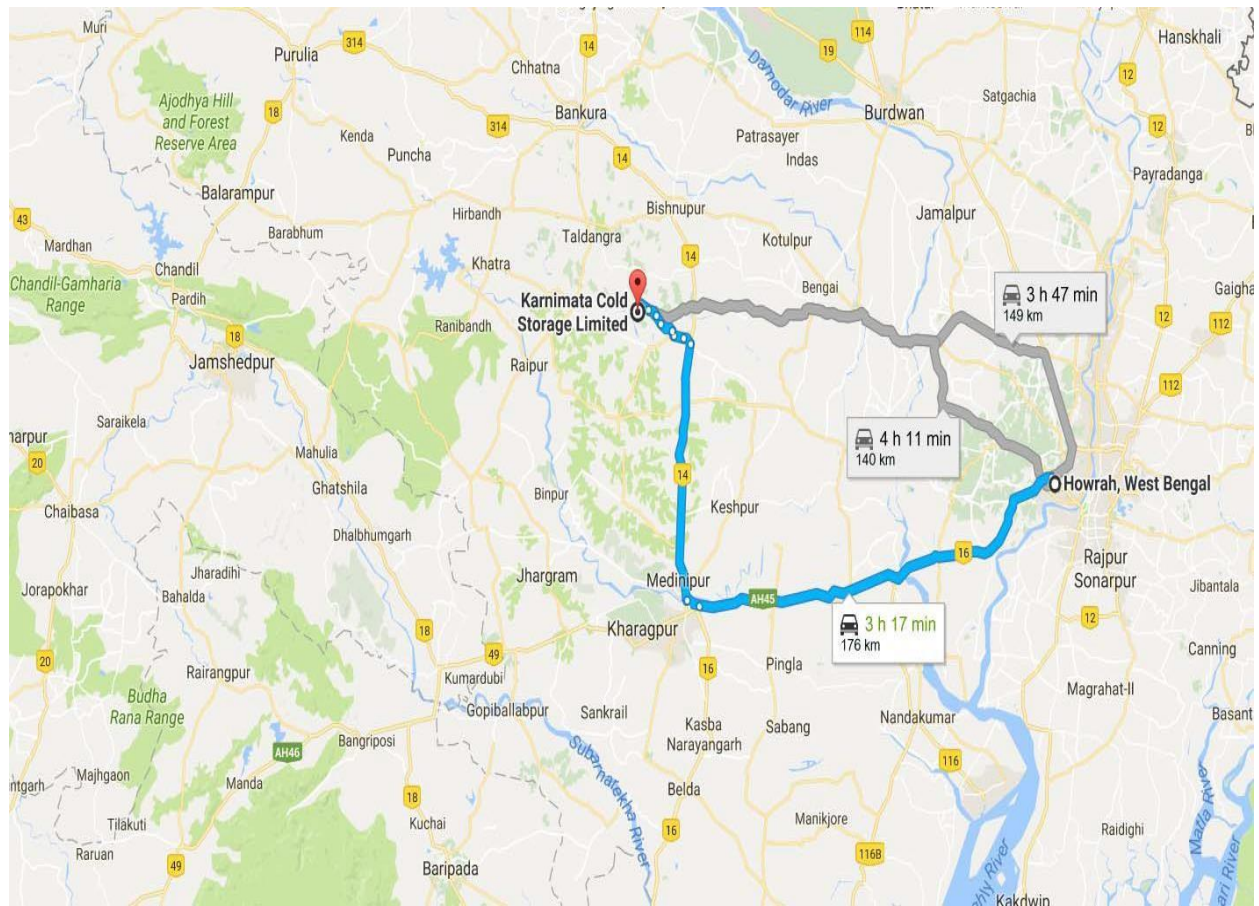 Muri
Purulia
314
14
Chhatna
114
19
Hanskhali
12
Ajodhya Hill
and Forest
Reserve Area
18
Kenda
314
Puncha
Bankura
14
Damodar River
Burdwan
Satgachia
Patrasayer
Indas
12
Payradanga
Balarampur
43
Mardhan
Barabhum
Hirbandh
Taldangra
Bishnupur
14
Kotulpur
Jamalpur
12
Chandil
Chandil-Gamharia
Range
Pardih
Khatra
Karnimata Cold
Storage Limited
Bengai
3 h 47 min
149 km
12
112
18
Ranibandh
Jamshedpur
Raipur
112
Saraikela
20
Mahulia
Ghatshila
4 h 11 min
140 km
Chaibasa
14
Binpur
Keshpur
Howrah, West Bengal
Dhalbhumgarh
16
Rajpur
Sonarpur
Jharadihi
Jorapokhar
Bahalda
Jhargram
Medinipur
AH45
Jibantala
Kharagpur
3 h 17 min
176 km
12
18
20
Rairangpur
49
16
Pingla
Canning
Kumardubi
Budha
Rana Range
Gopiballabpur
Sankrail
Kasba
Narayangarh
Sabang
Nandakumar
Magrahat-II
Bangriposi
AH46
Subarnarekha River
116
Majhgaon
Manda
18
Belda
Tilakuti
Kuchai
16
Manikjore
Raidighi
Matla River
Raruan
49
Baripada
116B
Kakdwip